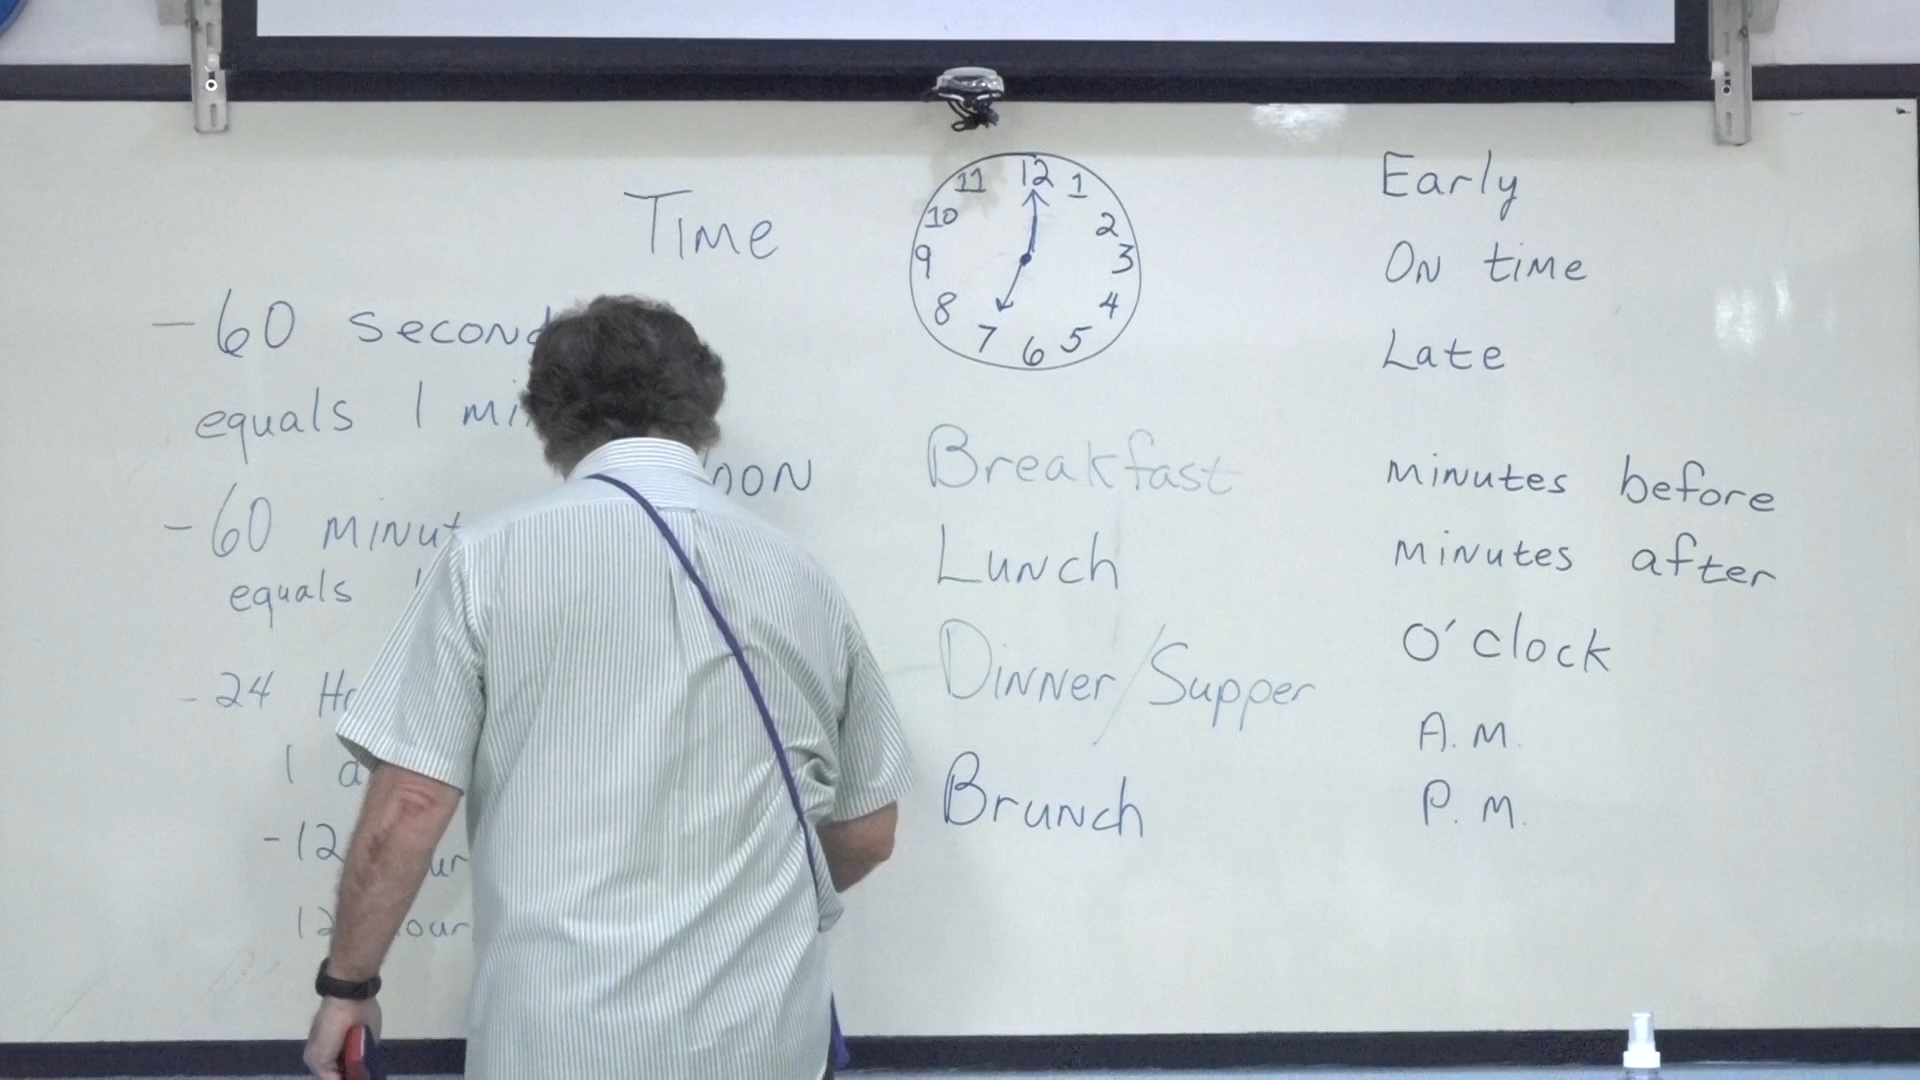 Time
- 60 second
equals 1 mi
- 60 minut
equals
- 24 Hr
1
- 12
12 our
11 12 1
10 2
9 3
8 4
7 6 5
Breakfast
Lunch
Dinner/Supper
Brunch
Early
On time
Late
minutes before
minutes after
O'clock
A.M.
P.M.